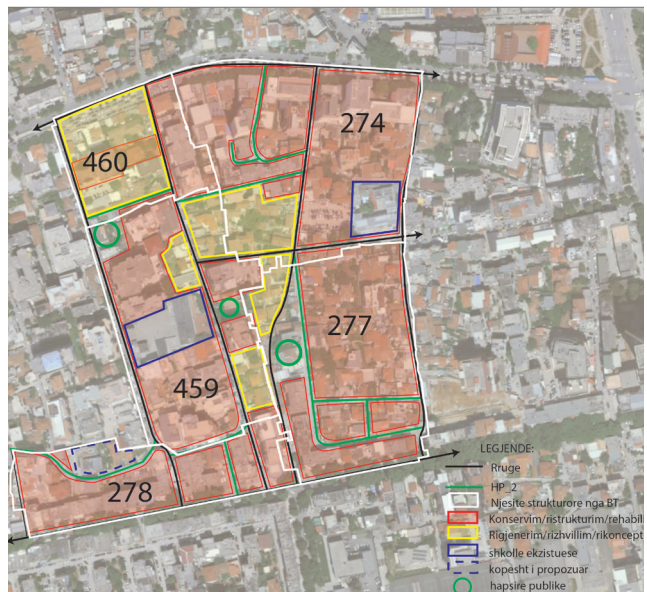 274
460
277
459
278
LEGJENDE:
Rruge
HP_2
Njesite strukturore nga BT
Konservim/ristrukturim/rehabil
Rigjenerim/rizhvillim/rikoncept
shkolle ekzistuese
kopesht i propozuar
hapsire publike